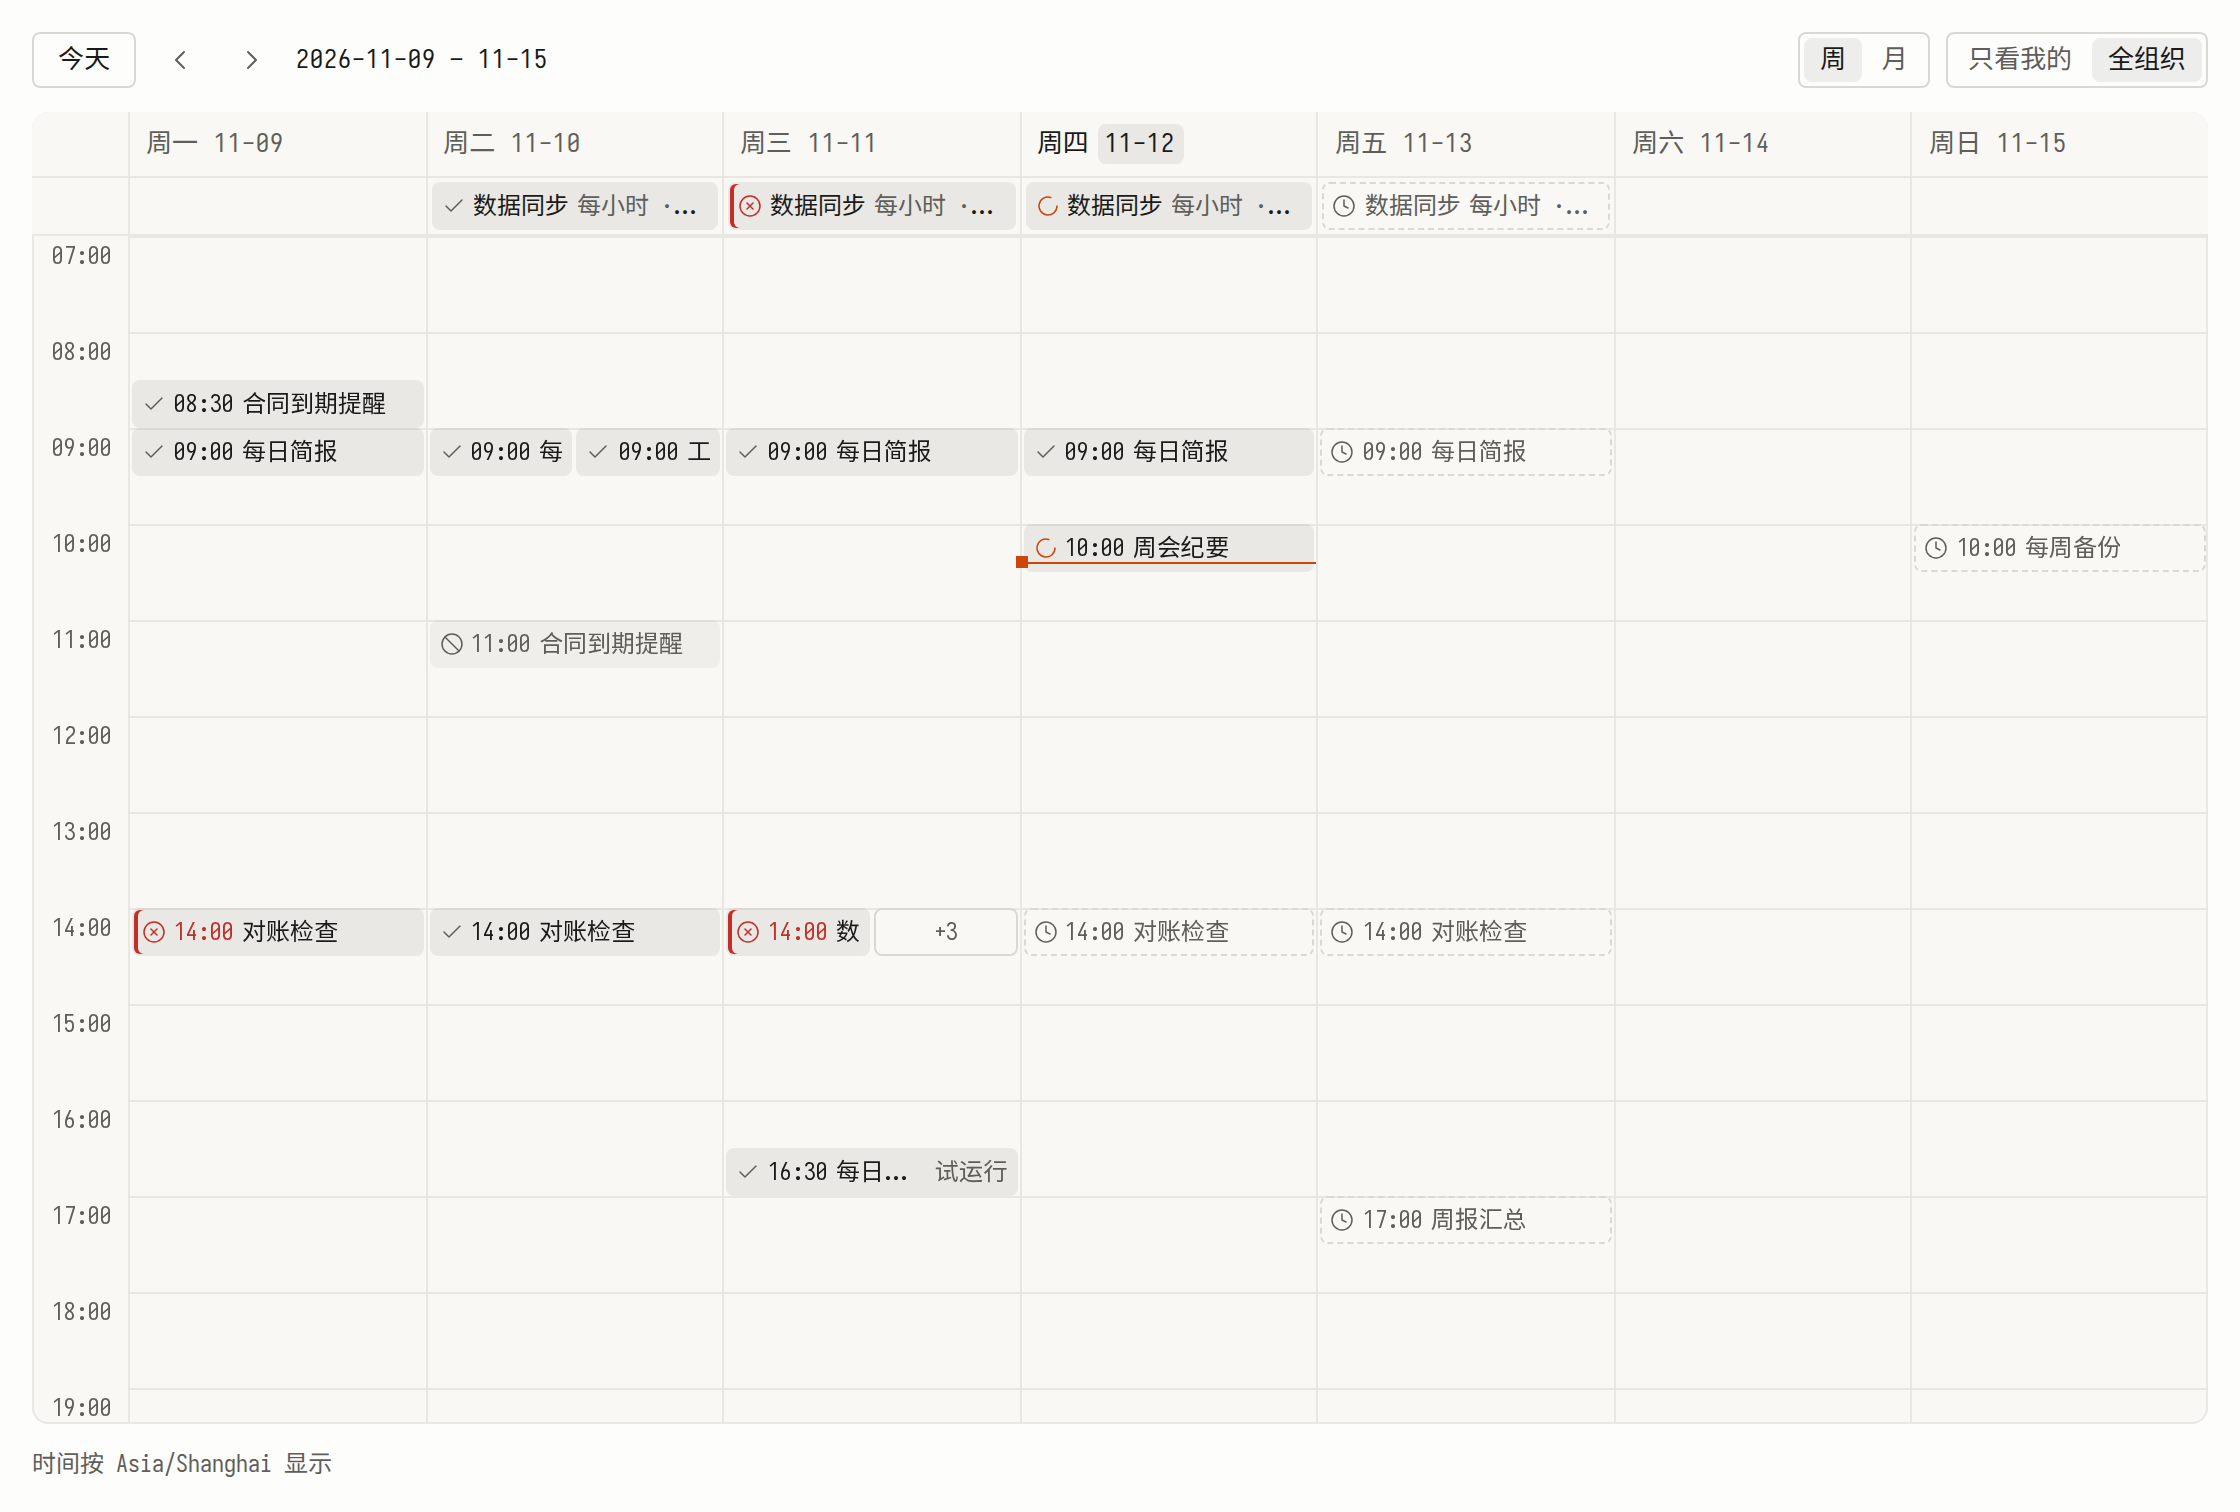 今天 2026-11-09 – 11-15 周 月 只看我的 全组织
周一 11-09 周二 11-10 周三 11-11 周四 11-12 周五 11-13 周六 11-14 周日 11-15
数据同步 每小时 ·… 数据同步 每小时 ·… 数据同步 每小时 ·… 数据同步 每小时 ·…
07:00
08:00
08:30 合同到期提醒
09:00 09:00 每日简报 09:00 每 09:00 工 09:00 每日简报 09:00 每日简报 09:00 每日简报
10:00 10:00 周会纪要 10:00 每周备份
11:00 11:00 合同到期提醒
12:00
13:00
14:00 14:00 对账检查 14:00 对账检查 14:00 数 +3 14:00 对账检查 14:00 对账检查
15:00
16:00
16:30 每日… 试运行
17:00 17:00 周报汇总
18:00
19:00
时间按 Asia/Shanghai 显示